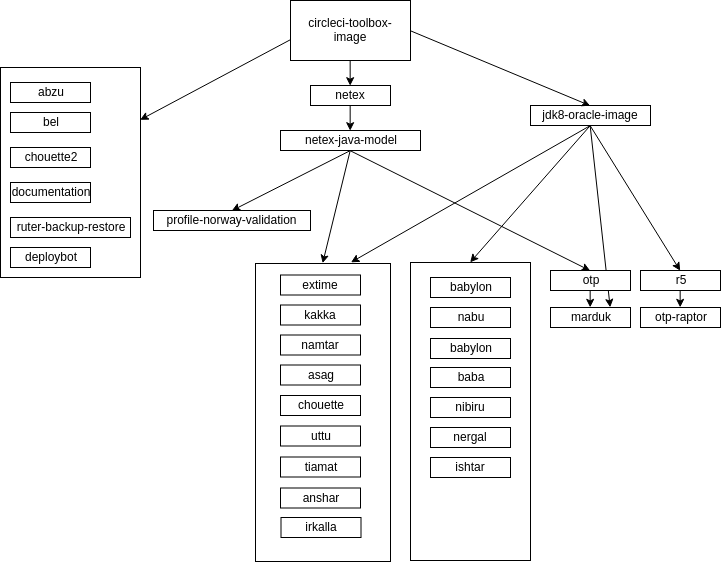 circleci-toolbox-
image
abzu
bel
chouette2
documentation
ruter-backup-restore
deploybot
netex
netex-java-model
jdk8-oracle-image
profile-norway-validation
extime
kakka
namtar
asag
chouette
uttu
tiamat
anshar
irkalla
babylon
nabu
babylon
baba
nibiru
nergal
ishtar
otp
marduk
r5
otp-raptor